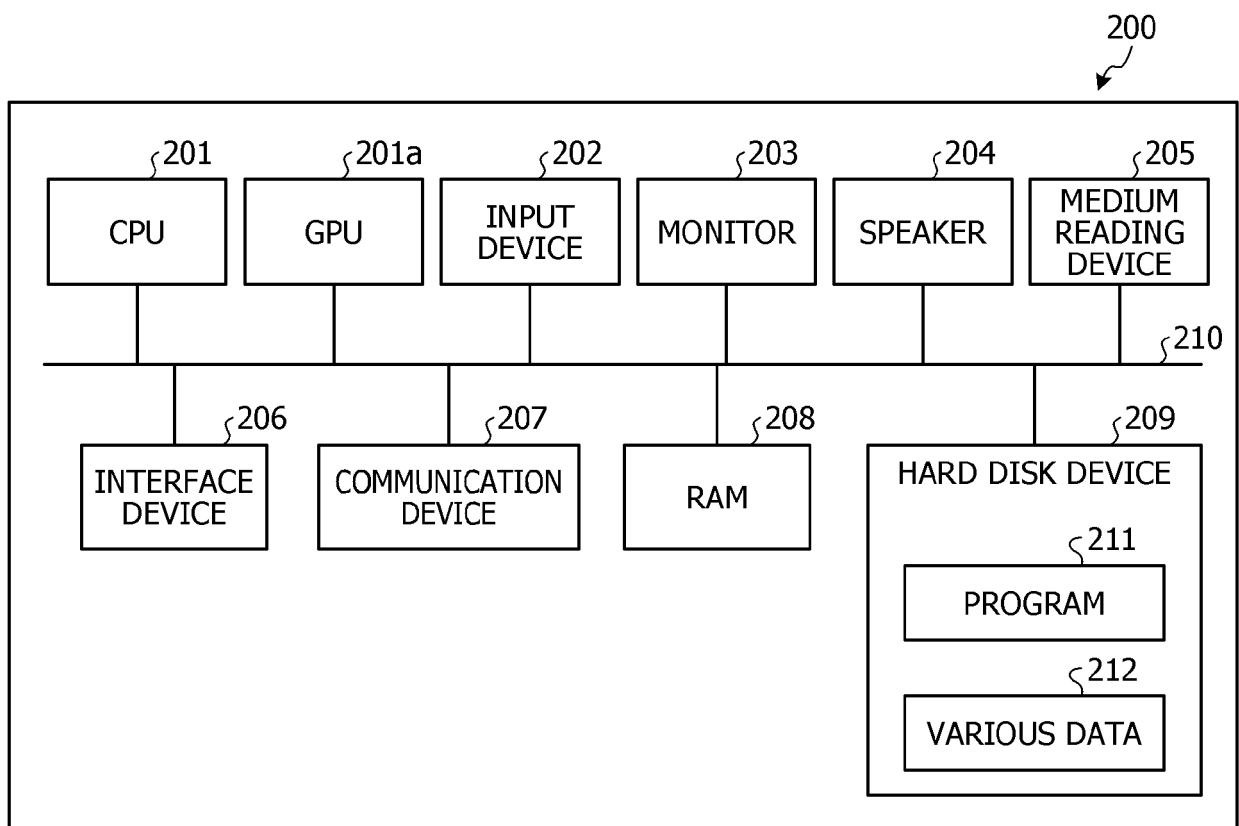 200
201
201a
202
203
204
205
CPU
GPU
INPUT
DEVICE
MONITOR
SPEAKER
MEDIUM
READING
DEVICE
210
206
207
208
209
INTERFACE
DEVICE
COMMUNICATION
DEVICE
RAM
HARD DISK DEVICE
211
PROGRAM
212
VARIOUS DATA